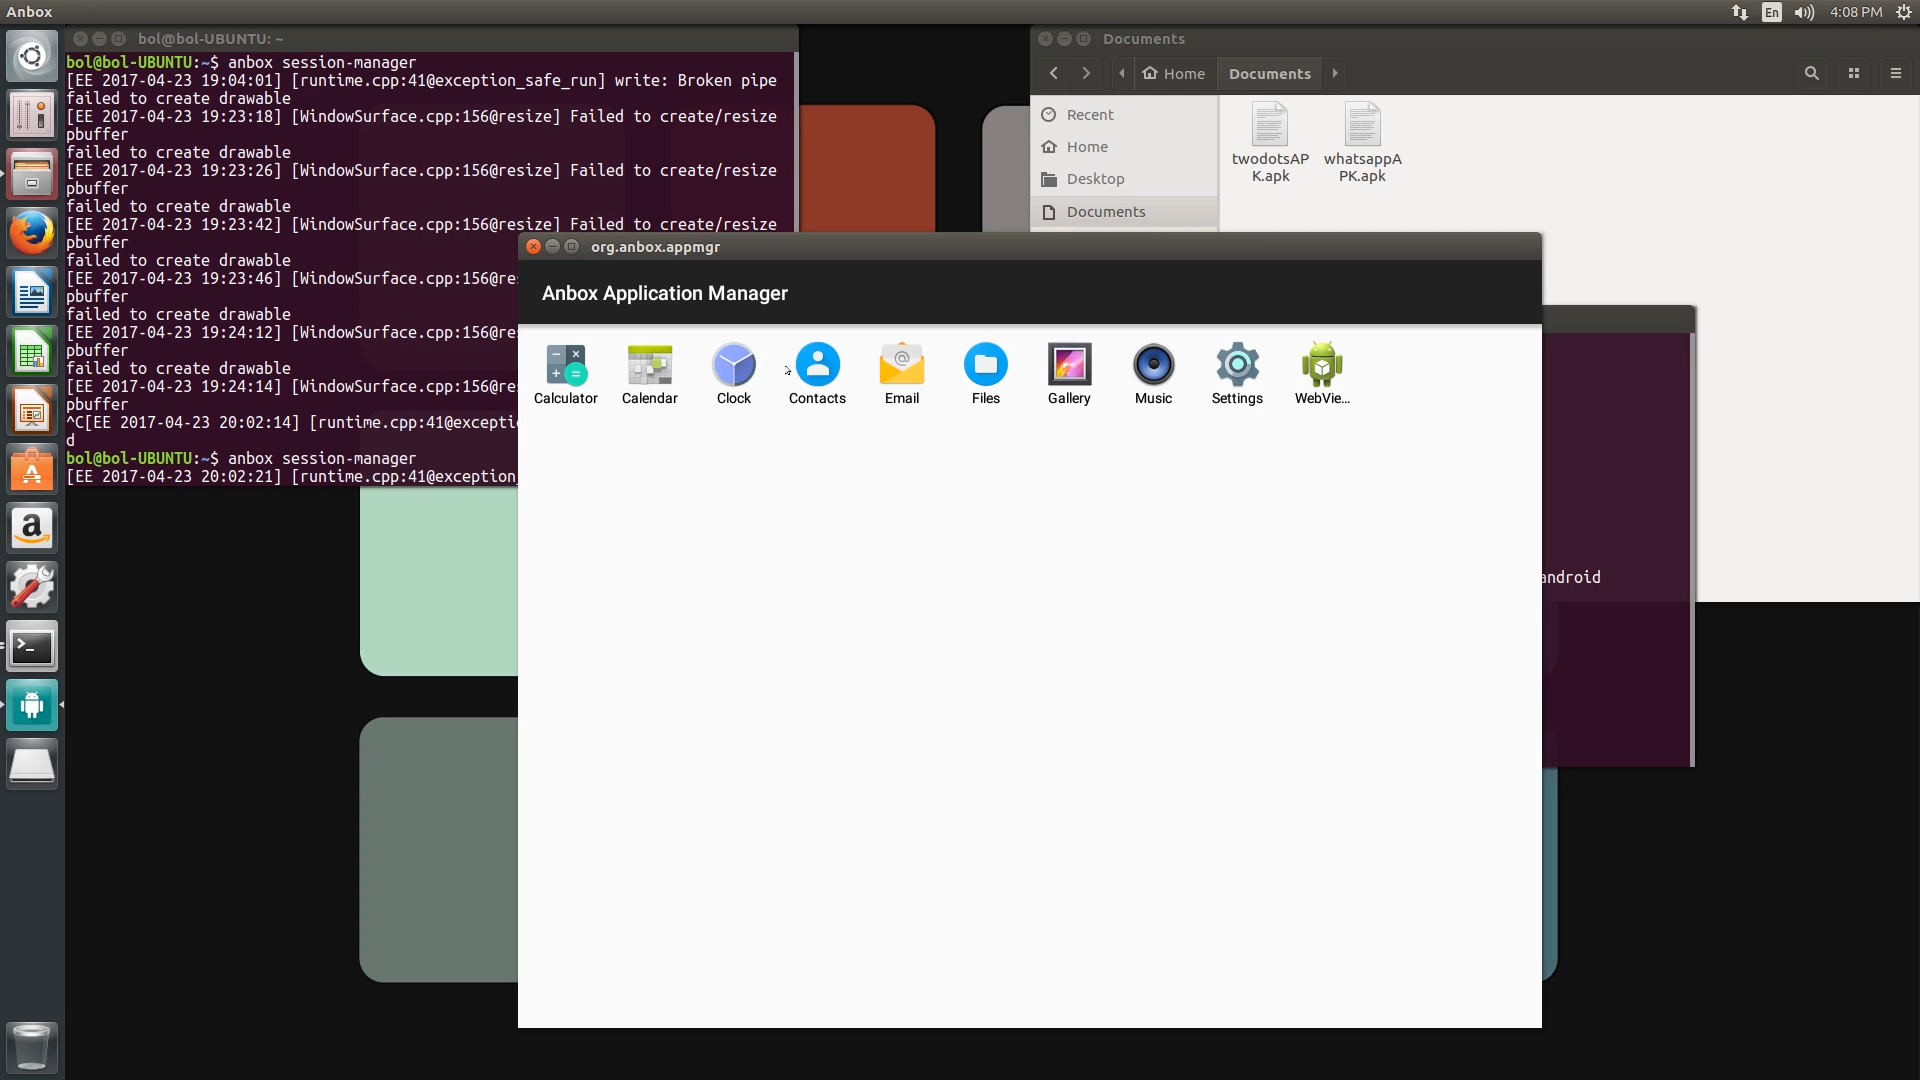 Anbox
En
4:08 PM
bol@bol-UBUNTU: ~
bol@bol-UBUNTU:~$ anbox session-manager
[EE 2017-04-23 19:04:01] [runtime.cpp:41@exception_safe_run] write: Broken pipe
failed to create drawable
[EE 2017-04-23 19:23:18] [WindowSurface.cpp:156@resize] Failed to create/resize
pbuffer
failed to create drawable
[EE 2017-04-23 19:23:26] [WindowSurface.cpp:156@resize] Failed to create/resize
pbuffer
failed to create drawable
[EE 2017-04-23 19:23:42] [WindowSurface.cpp:156@resize] Failed to create/resize
pbuffer
failed to create drawable
[EE 2017-04-23 19:23:46] [WindowSurface.cpp:156@res
pbuffer
failed to create drawable
[EE 2017-04-23 19:24:12] [WindowSurface.cpp:156@res
pbuffer
failed to create drawable
[EE 2017-04-23 19:24:14] [WindowSurface.cpp:156@res
pbuffer
^C[EE 2017-04-23 20:02:14] [runtime.cpp:41@excepti
d
bol@bol-UBUNTU:~$ anbox session-manager
[EE 2017-04-23 20:02:21] [runtime.cpp:41@exception_
Documents
Home
Documents
Recent
Home
Desktop
Documents
twodotsAP
K.apk
whatsappA
PK.apk
org.anbox.appmgr
Anbox Application Manager
Calculator
Calendar
Clock
Contacts
Email
Files
Gallery
Music
Settings
WebVie...
android